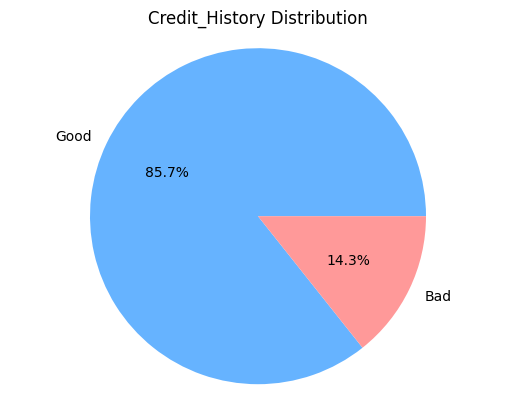 Credit_History Distribution
Good
85.7%
14.3%
Bad